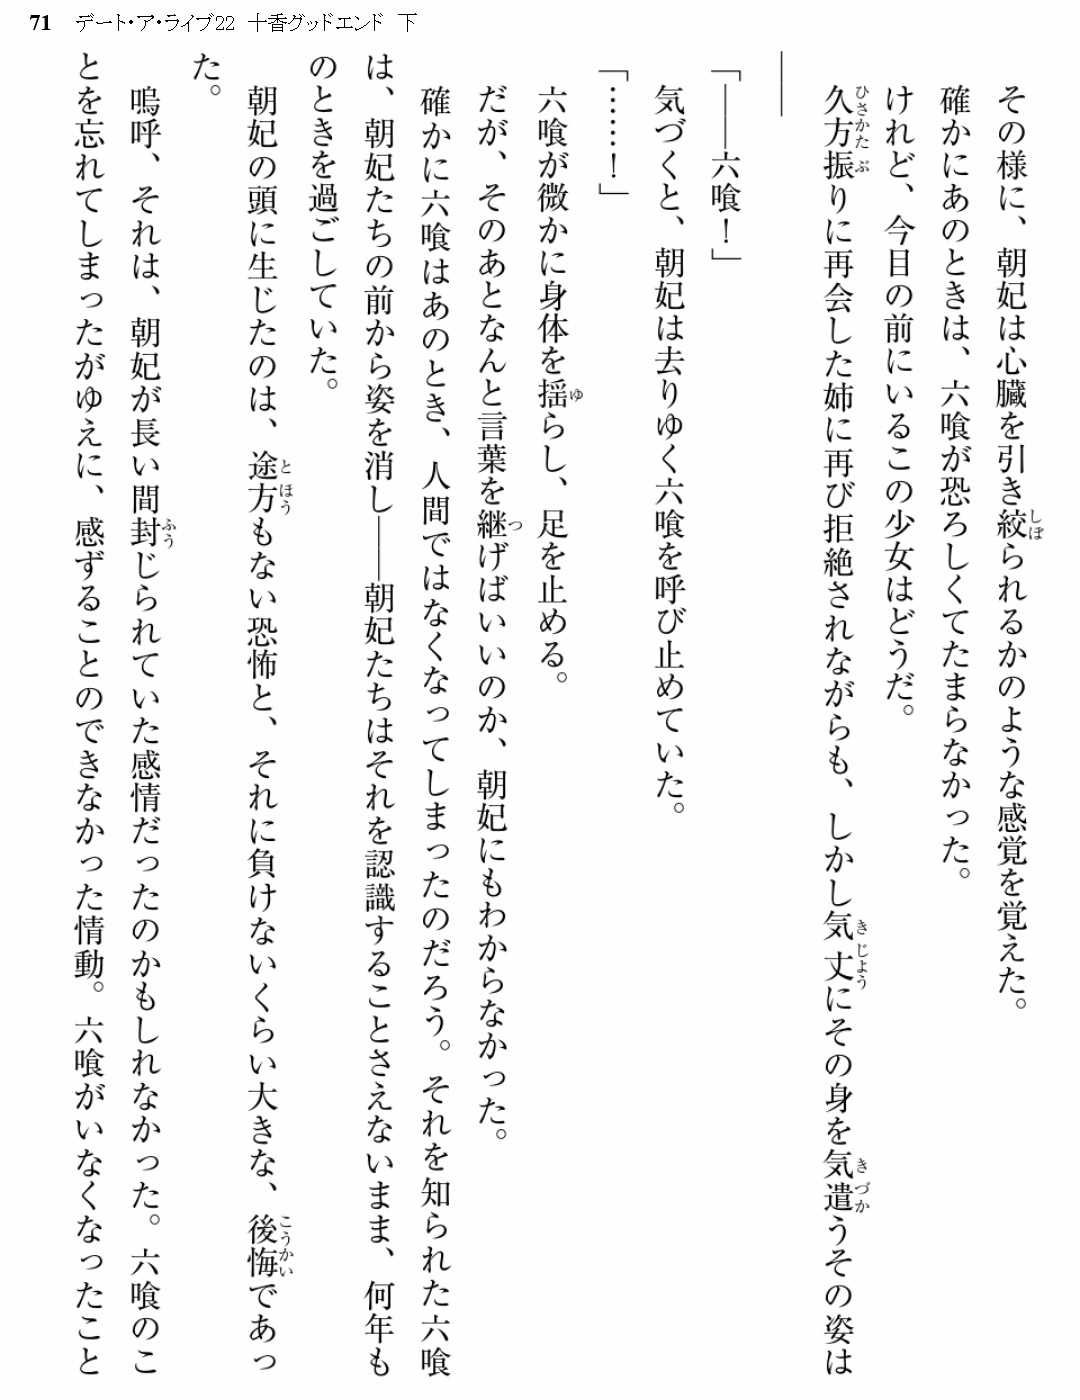 71 デート・ア・ライブ22 十香グッドエンド 下
その様に、朝妃は心臓を引き絞られるかのような感覚を覚えた。
確かにあのときは、六喰が恐ろしくてたまらなかった。
けれど、今目の前にいるこの少女はどうだ。
久方振りに再会した姉に再び拒絶されながらも、しかし気丈にその身を気遣うその姿は
――
「――六喰！」
気づくと、朝妃は去りゆく六喰を呼び止めていた。
「……！」
六喰が微かに身体を揺らし、足を止める。
だが、そのあとなんと言葉を継げばいいのか、朝妃にもわからなかった。
確かに六喰はあのとき、人間ではなくなってしまったのだろう。それを知られた六喰
は、朝妃たちの前から姿を消し――朝妃たちはそれを認識することさえないまま、何年も
のときを過ごしていた。
朝妃の頭に生じたのは、途方もない恐怖と、それに負けないくらい大きな、後悔であっ
た。
嗚呼、それは、朝妃が長い間封じられていた感情だったのかもしれなかった。六喰のこ
とを忘れてしまったがゆえに、感ずることのできなかった情動。六喰がいなくなったこと